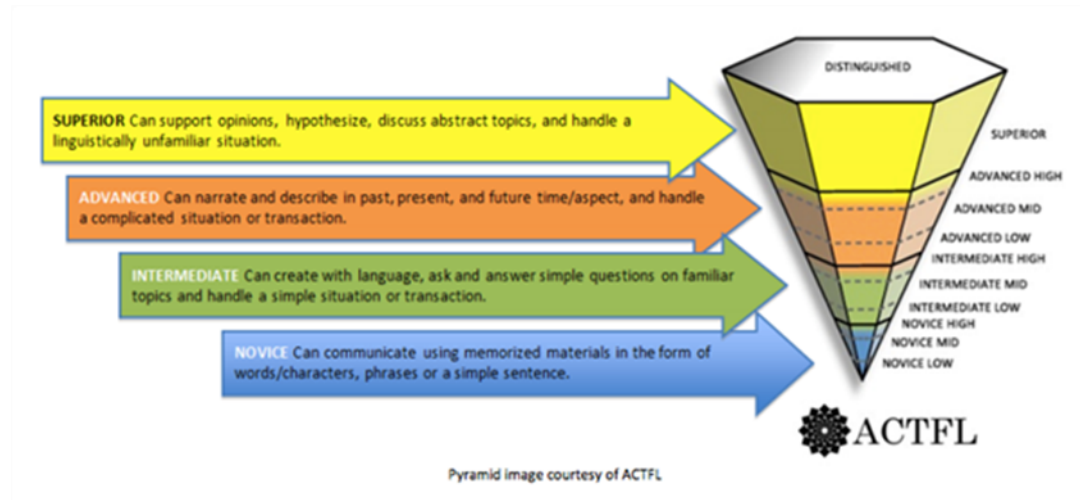 DISTINGUISHED
SUPERIOR Can support opinions, hypothesize, discuss abstract topics, and handle a
linguistically unfamiliar situation.
ADVANCED Can narrate and describe in past, present, and future time/aspect, and handle
a complicated situation or transaction.
INTERMEDIATE Can create with language, ask and answer simple questions on familiar
topics and handle a simple situation or transaction.
NOVICE Can communicate using memorized materials in the form of
words/characters, phrases or a simple sentence.
SUPERIOR
ADVANCED HIGH
ADVANCED MID
ADVANCED LOW
INTERMEDIATE HIGH
INTERMEDIATE MID
INTERMEDIATE LOW
NOVICE HIGH
NOVICE MID
NOVICE LOW
ACTFL
Pyramid image courtesy of ACTFL